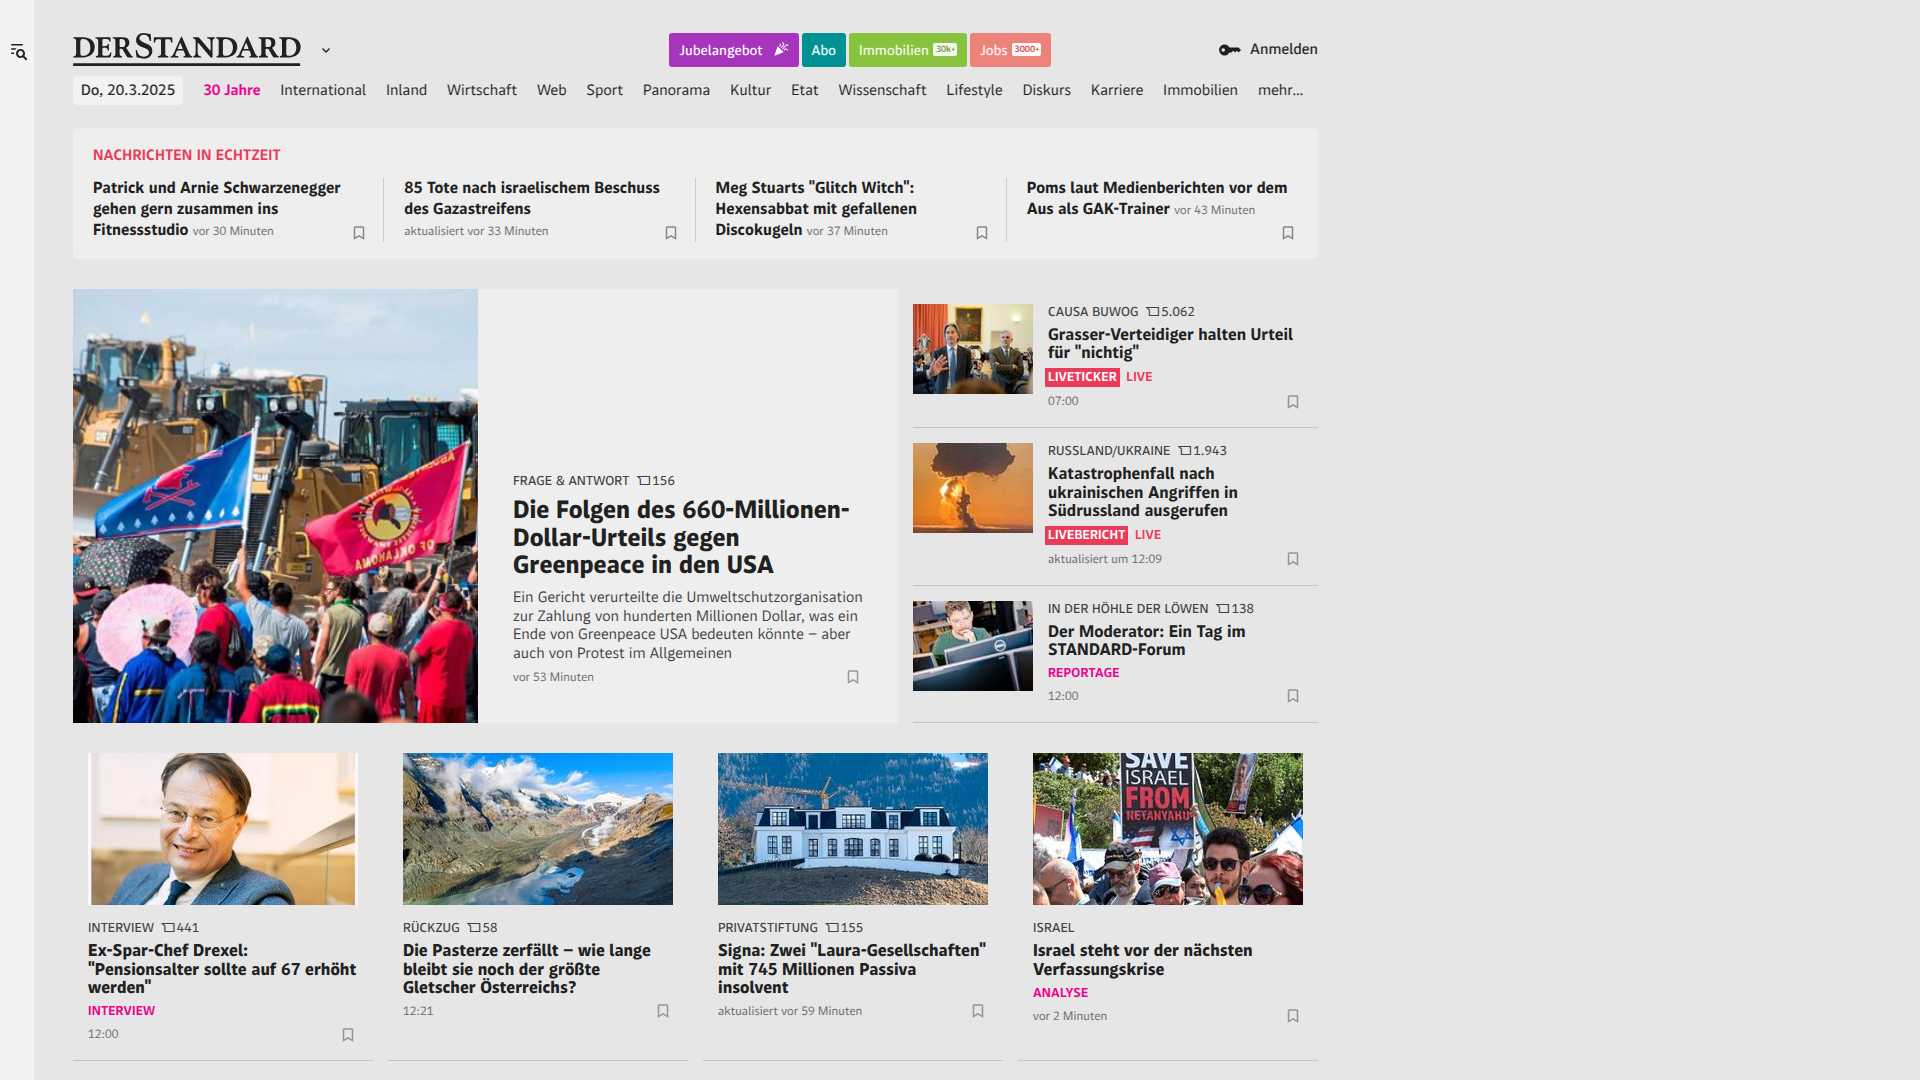 DERSTANDARD
Jubelangebot
Abo
Immobilien 30k+
Jobs 3000+
Anmelden
Do, 20.3.2025
30 Jahre
International
Inland
Wirtschaft
Web
Sport
Panorama
Kultur
Etat
Wissenschaft
Lifestyle
Diskurs
Karriere
Immobilien
mehr...
NACHRICHTEN IN ECHTZEIT
Patrick und Arnie Schwarzenegger
gehen gern zusammen ins
Fitnessstudio vor 30 Minuten
85 Tote nach israelischem Beschuss
des Gazastreifens
aktualisiert vor 33 Minuten
Meg Stuarts "Glitch Witch":
Hexensabbat mit gefallenen
Discokugeln vor 37 Minuten
Poms laut Medienberichten vor dem
Aus als GAK-Trainer vor 43 Minuten
OF OKLAHOMA
FRAGE & ANTWORT 156
Die Folgen des 660-Millionen-
Dollar-Urteils gegen
Greenpeace in den USA
Ein Gericht verurteilte die Umweltschutzorganisation
zur Zahlung von hunderten Millionen Dollar, was ein
Ende von Greenpeace USA bedeuten könnte – aber
auch von Protest im Allgemeinen
vor 53 Minuten
CAUSA BUWOG 5.062
Grasser-Verteidiger halten Urteil
für "nichtig"
LIVETICKER LIVE
07:00
RUSSLAND/UKRAINE 1.943
Katastrophenfall nach
ukrainischen Angriffen in
Südrussland ausgerufen
LIVEBERICHT LIVE
aktualisiert um 12:09
IN DER HÖHLE DER LÖWEN 138
Der Moderator: Ein Tag im
STANDARD-Forum
REPORTAGE
12:00
INTERVIEW 441
Ex-Spar-Chef Drexel:
"Pensionsalter sollte auf 67 erhöht
werden"
INTERVIEW
12:00
RÜCKZUG 58
Die Pasterze zerfällt – wie lange
bleibt sie noch der größte
Gletscher Österreichs?
12:21
PRIVATSTIFTUNG 155
Signa: Zwei "Laura-Gesellschaften"
mit 745 Millionen Passiva
insolvent
aktualisiert vor 59 Minuten
SAVE
ISRAEL
FROM
NETANYAHU
ISRAEL
Israel steht vor der nächsten
Verfassungskrise
ANALYSE
vor 2 Minuten